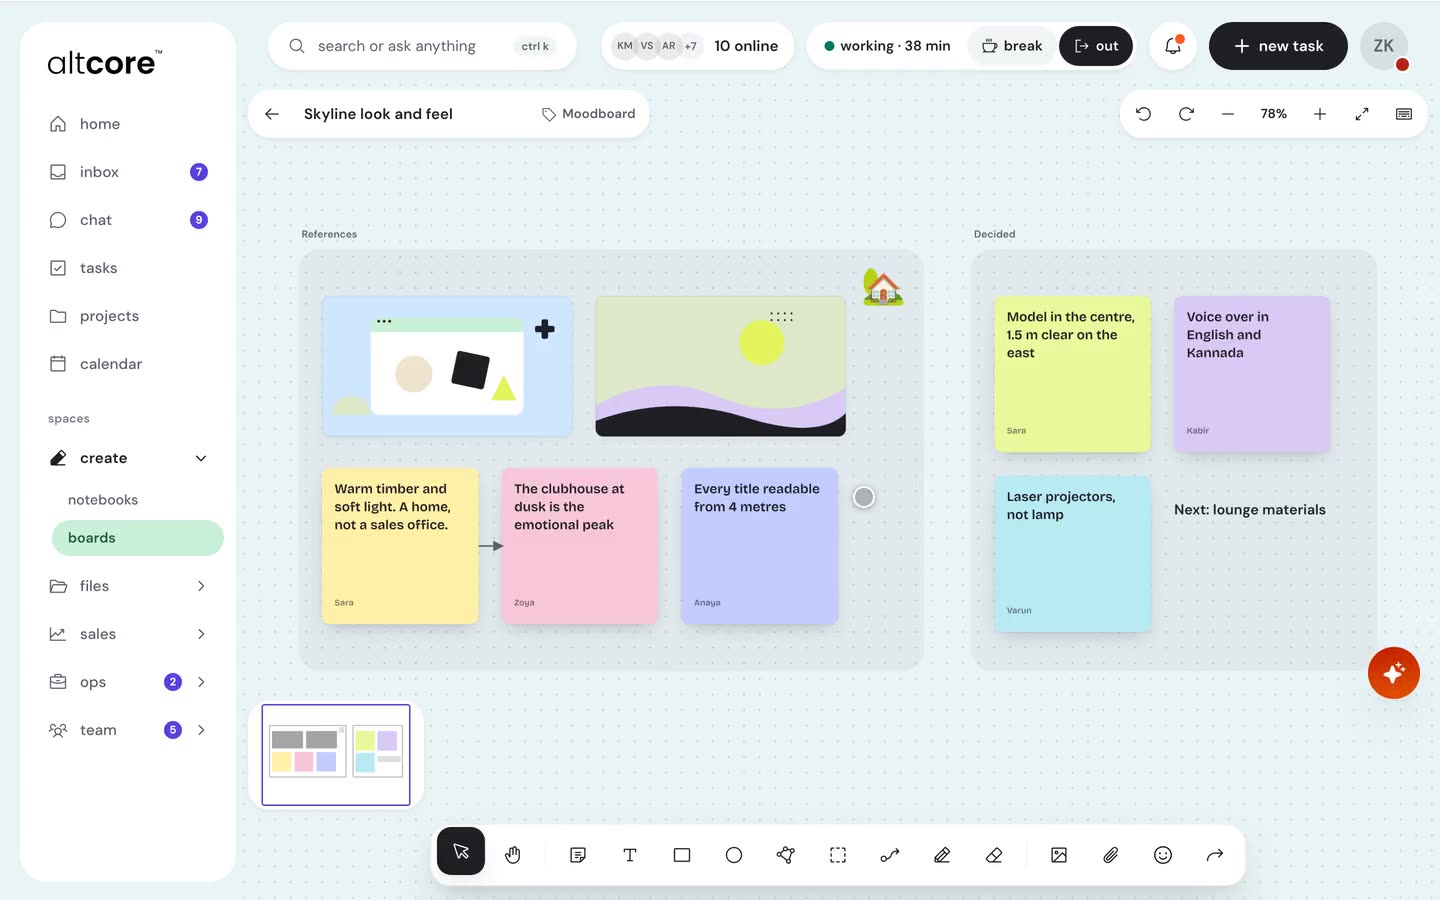 altcore™
search or ask anything
ctrl k
KM VS AR +7 10 online
working · 38 min
break
out
new task
ZK
Skyline look and feel
Moodboard
78%
home
inbox 7
chat 9
tasks
projects
calendar
spaces
create
notebooks
boards
files
sales
ops 2
team 5
References
Warm timber and
soft light. A home,
not a sales office.
Sara
The clubhouse at
dusk is the
emotional peak
Zoya
Every title readable
from 4 metres
Anaya
Decided
Model in the centre,
1.5 m clear on the
east
Sara
Voice over in
English and
Kannada
Kabir
Laser projectors,
not lamp
Varun
Next: lounge materials
T